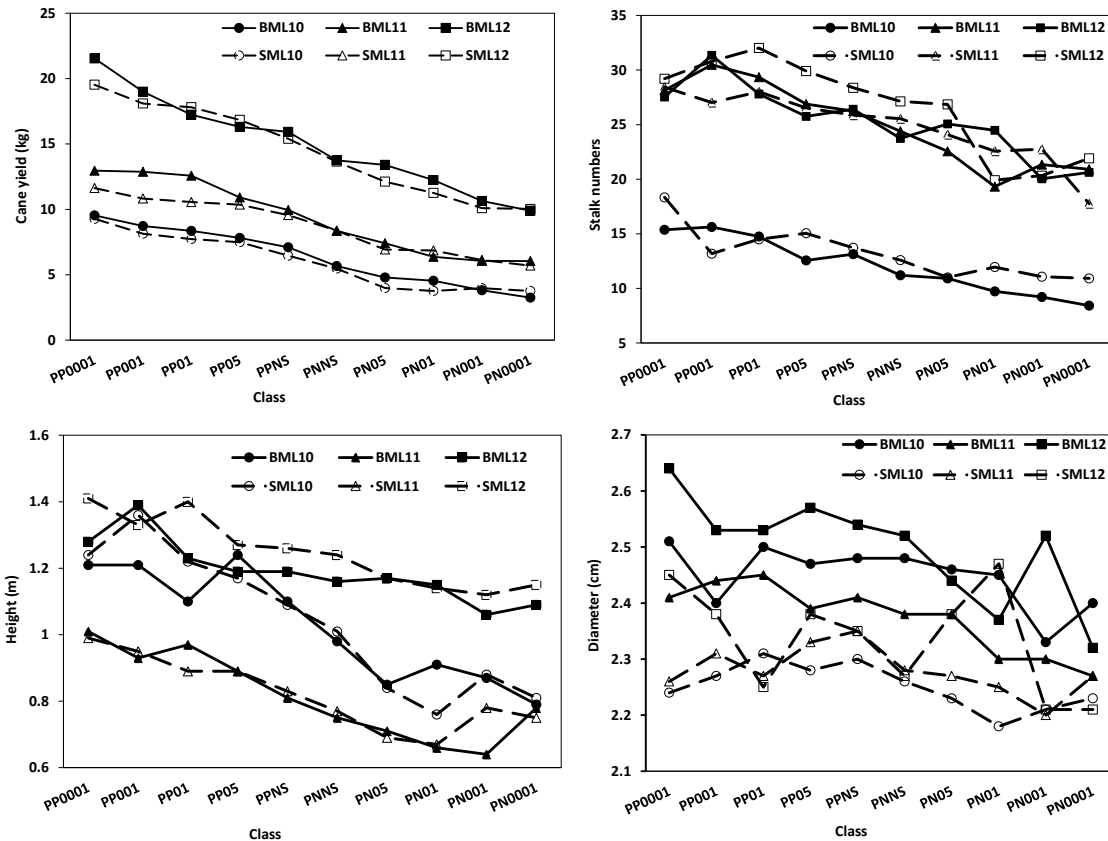 BML10 BML11 BML12
SML10 SML11 SML12
25
20
15
10
5
0
Cane yield (kg)
PP0001 PP001 PP01 PP05 PPNS PNNS PN05 PN01 PN001 PN0001
Class
BML10 BML11 BML12
SML10 SML11 SML12
35
30
25
20
15
10
5
Stalk numbers
PP0001 PP001 PP01 PP05 PPNS PNNS PN05 PN01 PN001 PN0001
Class
BML10 BML11 BML12
SML10 SML11 SML12
1.6
1.4
1.2
1
0.8
0.6
Height (m)
PP0001 PP001 PP01 PP05 PPNS PNNS PN05 PN01 PN001 PN0001
Class
BML10 BML11 BML12
SML10 SML11 SML12
2.7
2.6
2.5
2.4
2.3
2.2
2.1
Diameter (cm)
PP0001 PP001 PP01 PP05 PPNS PNNS PN05 PN01 PN001 PN0001
Class